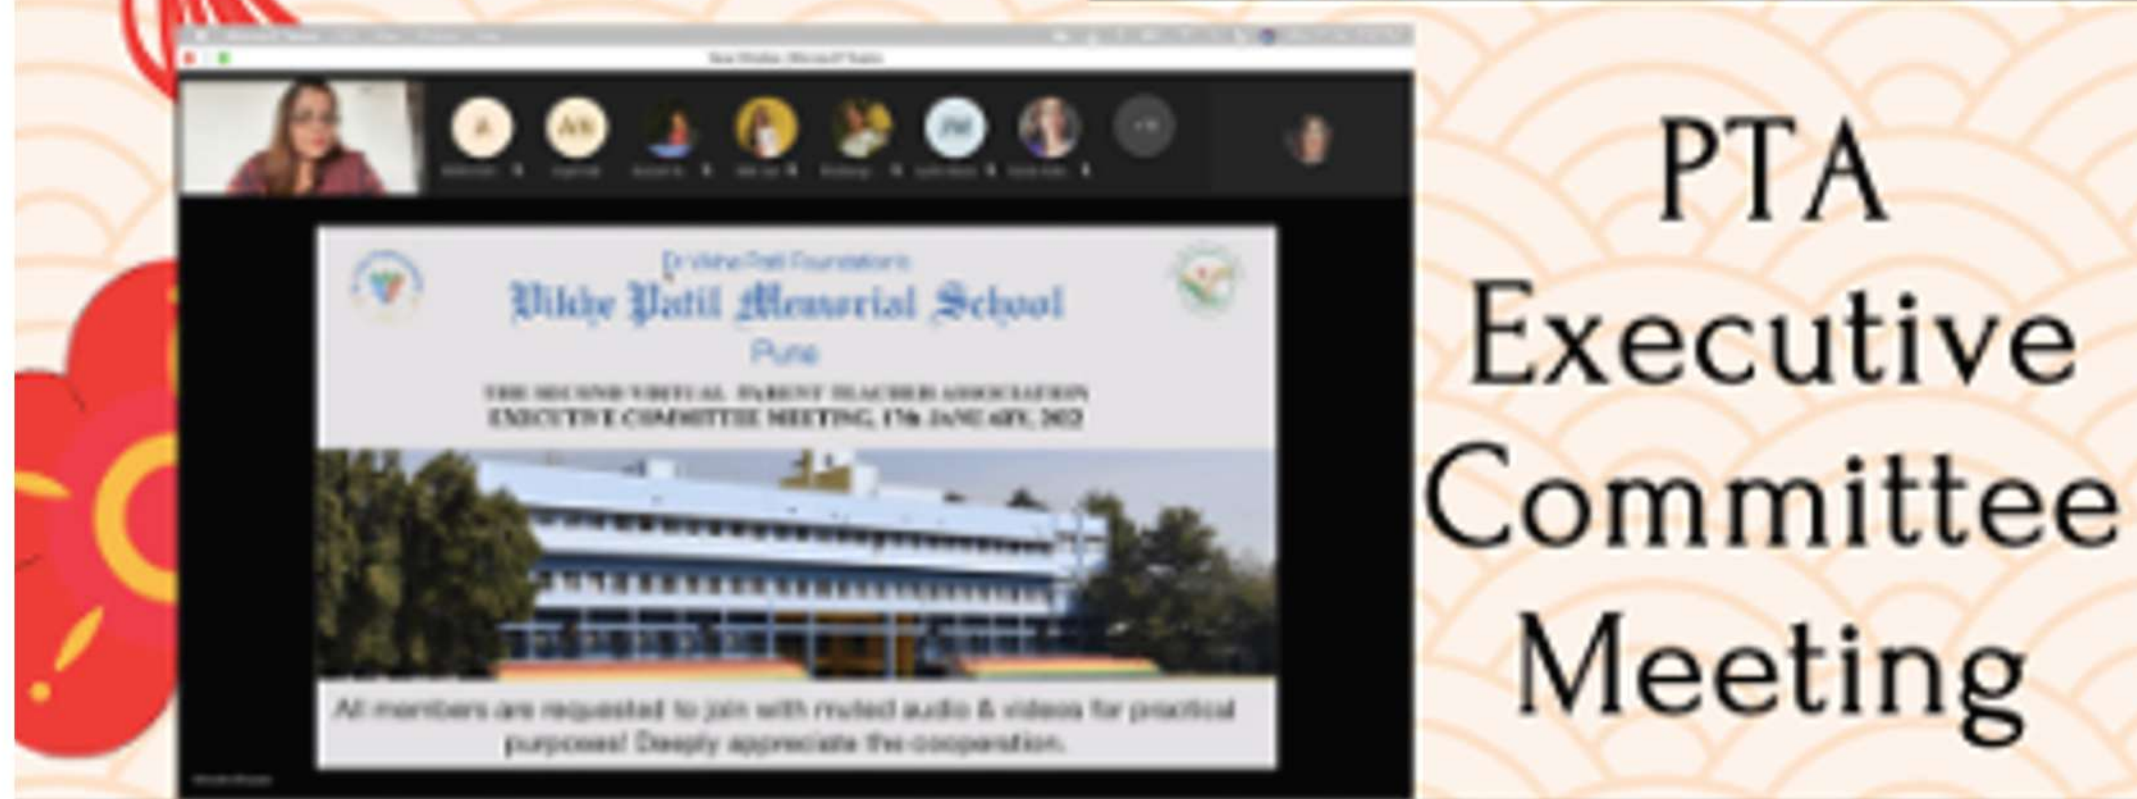 Dr Vikhe Patil Foundation's
Vikhe Patil Memorial School
Pune
THE SECOND VIRTUAL PARENT TEACHER ASSOCIATION
EXECUTIVE COMMITTEE MEETING, 17th JANUARY, 2022
All members are requested to join with muted audio & videos for practical
purposes! Deeply appreciate the cooperation.
PTA
Executive
Committee
Meeting